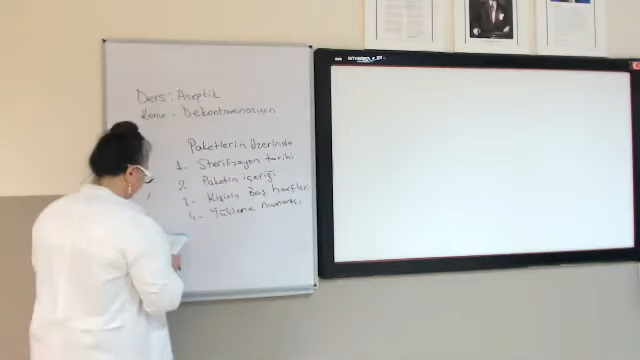 Ders: Aseptik
Konu: Dekontaminasyon
Paketlerin Üzerinde
1- Sterilizasyon tarihi
2. Paketin içeriği
3- Kişinin Baş harfleri
4- Yükleme numarası